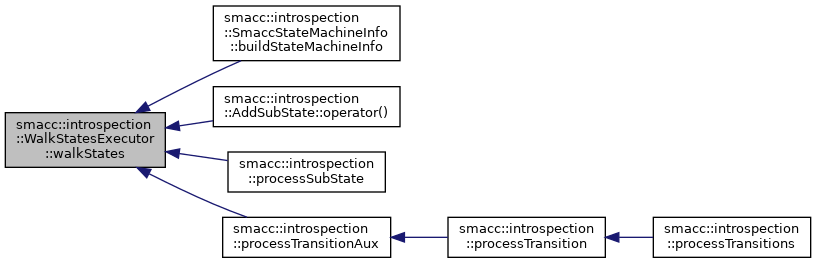 smacc::introspection
::SmaccStateMachineInfo
::buildStateMachineInfo
smacc::introspection
::AddSubState::operator()
smacc::introspection
::WalkStatesExecutor
::walkStates
smacc::introspection
::processSubState
smacc::introspection
::processTransitionAux
smacc::introspection
::processTransition
smacc::introspection
::processTransitions